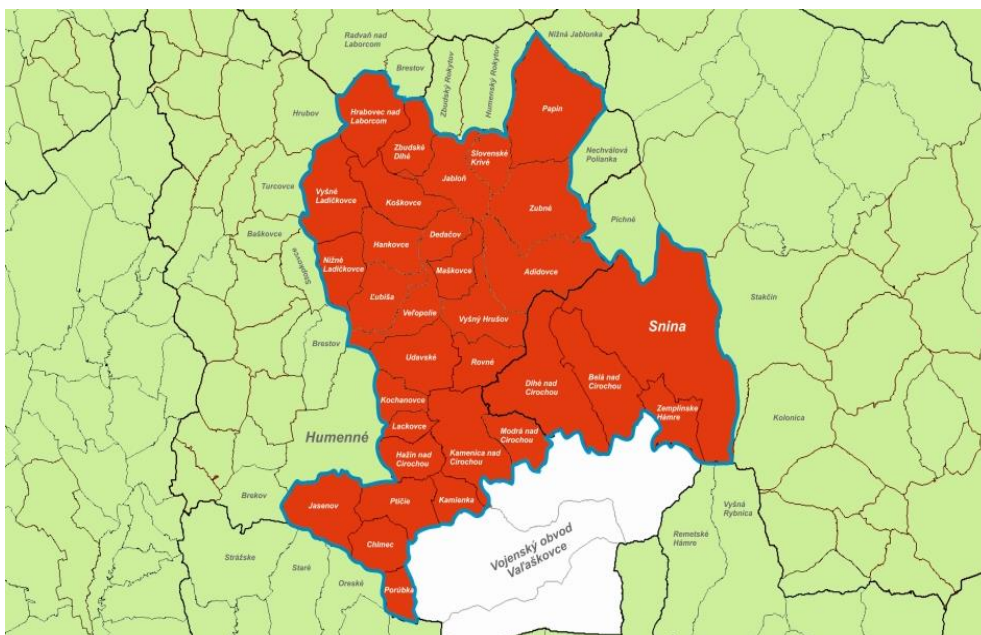 Radvaň nad
Laborcom
Brestov
Zbudský Rokytov
Humenský Rokytov
Nižná Jablonka
Hrubov
Hrabovec nad
Laborcom
Papín
Zbudské
Dlhé
Slovenské
Krivé
Nechválová
Polianka
Jabloň
Turcovce
Vyšné
Ladičkovce
Koškovce
Zubné
Pichné
Baškovce
Dedačov
Hankovce
Slopkovce
Nižné
Ladičkovce
Maškovce
Adidovce
Ľubiša
Stakčín
Veľopolie
Vyšný Hrušov
Snina
Brestov
Udavské
Rovné
Dlhé nad
Cirochou
Belá nad
Cirochou
Kochanovce
Zemplínske
Hámre
Kolonica
Lackovce
Humenné
Modrá nad
Cirochou
Hažín nad
Cirochou
Kamenica nad
Cirochou
Brekov
Jasenov
Ptičie
Kamienka
Vyšná
Rybnica
Remetské
Hámre
Chlmec
Vojenský obvod
Vaľaškovce
Strážske
Staré
Oreské
Porúbka